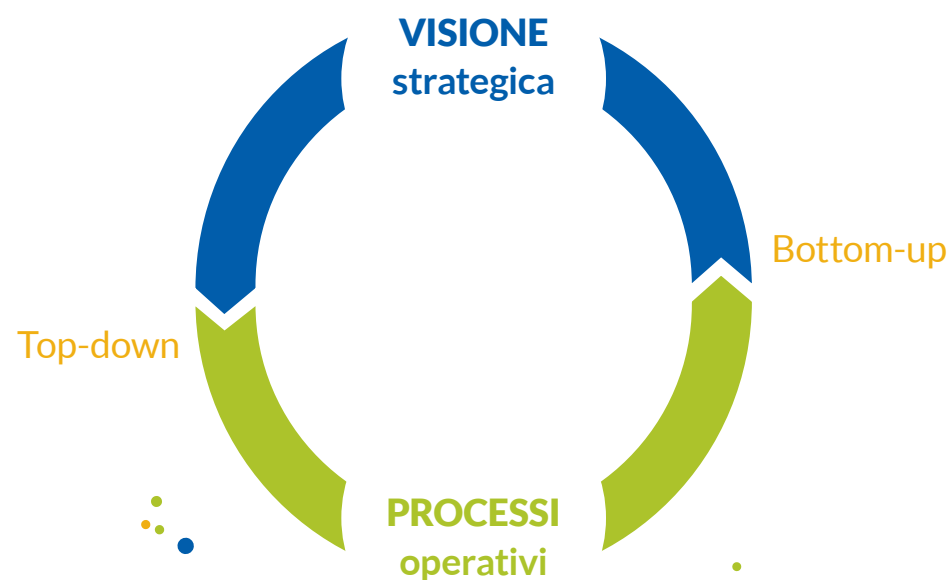 VISIONE
strategica
Bottom-up
Top-down
PROCESSI
operativi